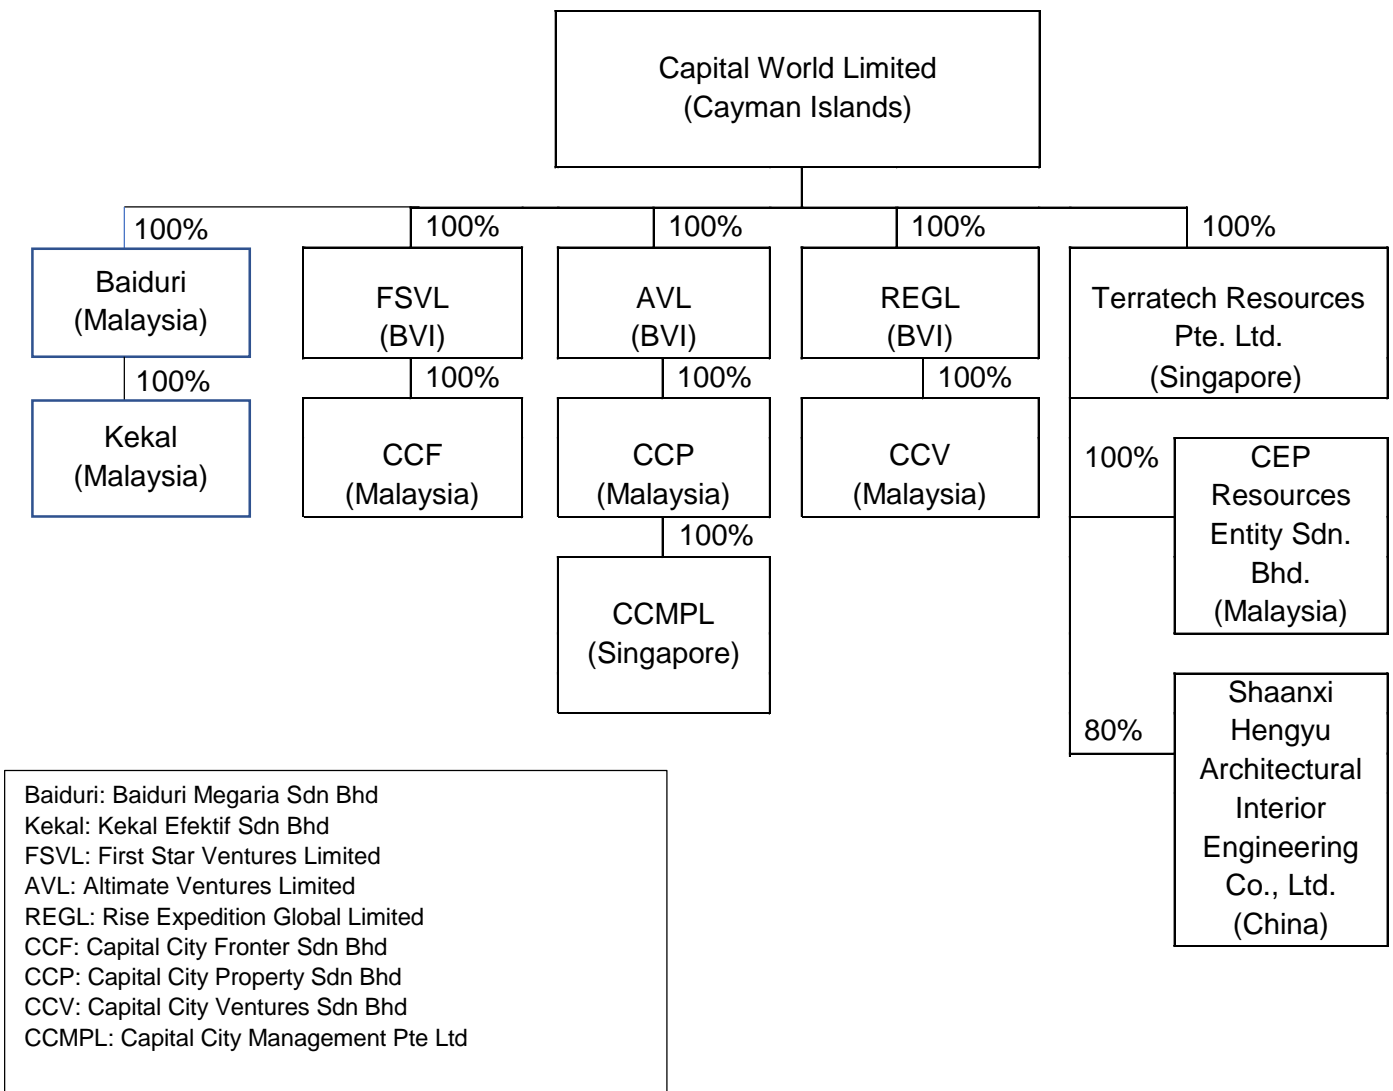 Capital World Limited
(Cayman Islands)
100%
100%
100%
100%
100%
Baiduri
(Malaysia)
FSVL
(BVI)
AVL
(BVI)
REGL
(BVI)
Terratech Resources
Pte. Ltd.
(Singapore)
100%
100%
100%
100%
Kekal
(Malaysia)
CCF
(Malaysia)
CCP
(Malaysia)
CCV
(Malaysia)
100%
CEP
Resources
Entity Sdn.
Bhd.
(Malaysia)
100%
CCMPL
(Singapore)
80%
Shaanxi
Hengyu
Architectural
Interior
Engineering
Co., Ltd.
(China)
Baiduri: Baiduri Megaria Sdn Bhd
Kekal: Kekal Efektif Sdn Bhd
FSVL: First Star Ventures Limited
AVL: Altimate Ventures Limited
REGL: Rise Expedition Global Limited
CCF: Capital City Fronter Sdn Bhd
CCP: Capital City Property Sdn Bhd
CCV: Capital City Ventures Sdn Bhd
CCMPL: Capital City Management Pte Ltd